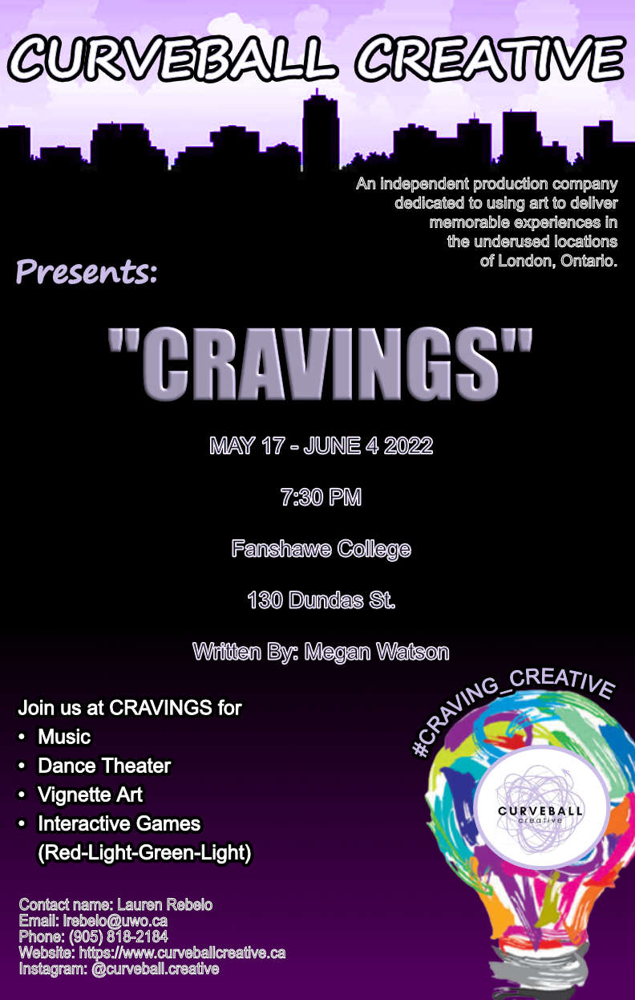 CURVEBALL CREATIVE
An independent production company
dedicated to using art to deliver
memorable experiences in
the underused locations
of London, Ontario.
Presents:
"CRAVINGS"
MAY 17 - JUNE 4 2022
7:30 PM
Fanshawe College
130 Dundas St.
Written By: Megan Watson
#CRAVING_CREATIVE
Join us at CRAVINGS for
• Music
• Dance Theater
• Vignette Art
• Interactive Games
(Red-Light-Green-Light)
CURVEBALL
creative
Contact name: Lauren Rebelo
Email: lrebelo@uwo.ca
Phone: (905) 818-2184
Website: https://www.curveballcreative.ca
Instagram: @curveball.creative